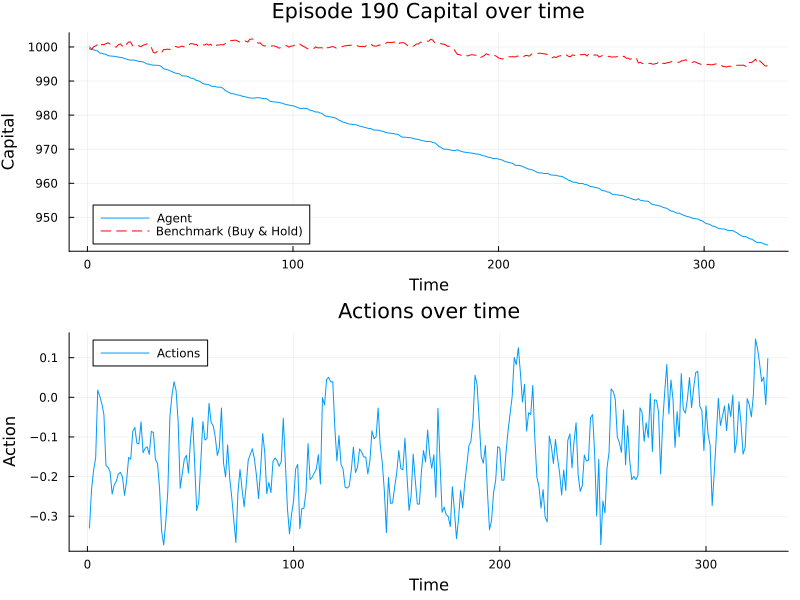 Episode 190 Capital over time
1000
990
980
970
960
950
Capital
Agent
Benchmark (Buy & Hold)
0 100 200 300
Time
Actions over time
Actions
0.1
0.0
-0.1
-0.2
-0.3
Action
0 100 200 300
Time